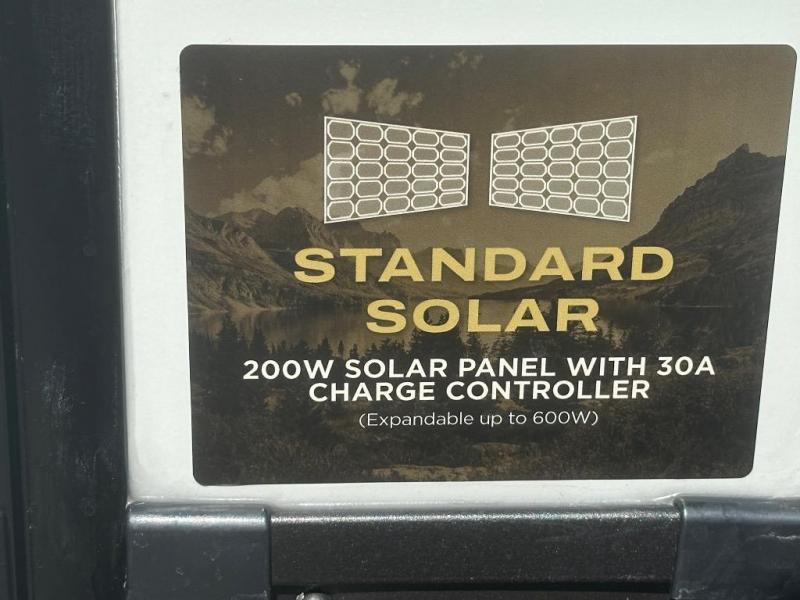 STANDARD
SOLAR
200W SOLAR PANEL WITH 30A
CHARGE CONTROLLER
(Expandable up to 600W)